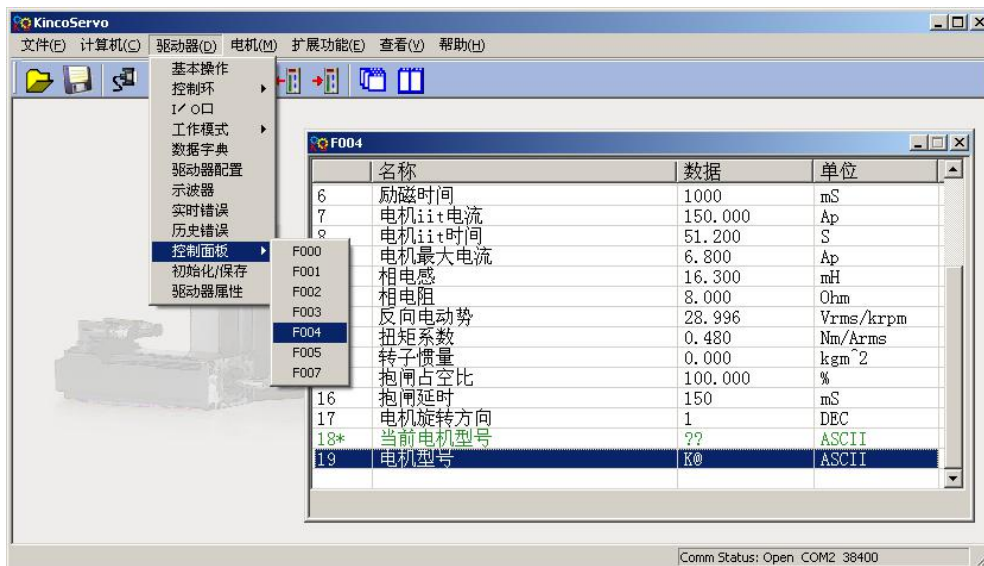 KincoServo
文件(F) 计算机(C) 驱动器(D) 电机(M) 扩展功能(E) 查看(V) 帮助(H)
基本操作
控制环
I/O口
工作模式
数据字典
驱动器配置
示波器
实时错误
历史错误
控制面板
初始化/保存
驱动器属性
F000
F001
F002
F003
F004
F005
F007
F004
名称 数据 单位
6 励磁时间 1000 mS
7 电机iit电流 150.000 Ap
8 电机iit时间 51.200 S
电机最大电流 6.800 Ap
相电感 16.300 mH
相电阻 8.000 Ohm
反向电动势 28.996 Vrms/krpm
扭矩系数 0.480 Nm/Arms
转子惯量 0.000 kgm^2
抱闸占空比 100.000 %
16 抱闸延时 150 mS
17 电机旋转方向 1 DEC
18* 当前电机型号 ?? ASCII
19 电机型号 K@ ASCII
Comm Status: Open COM2 38400